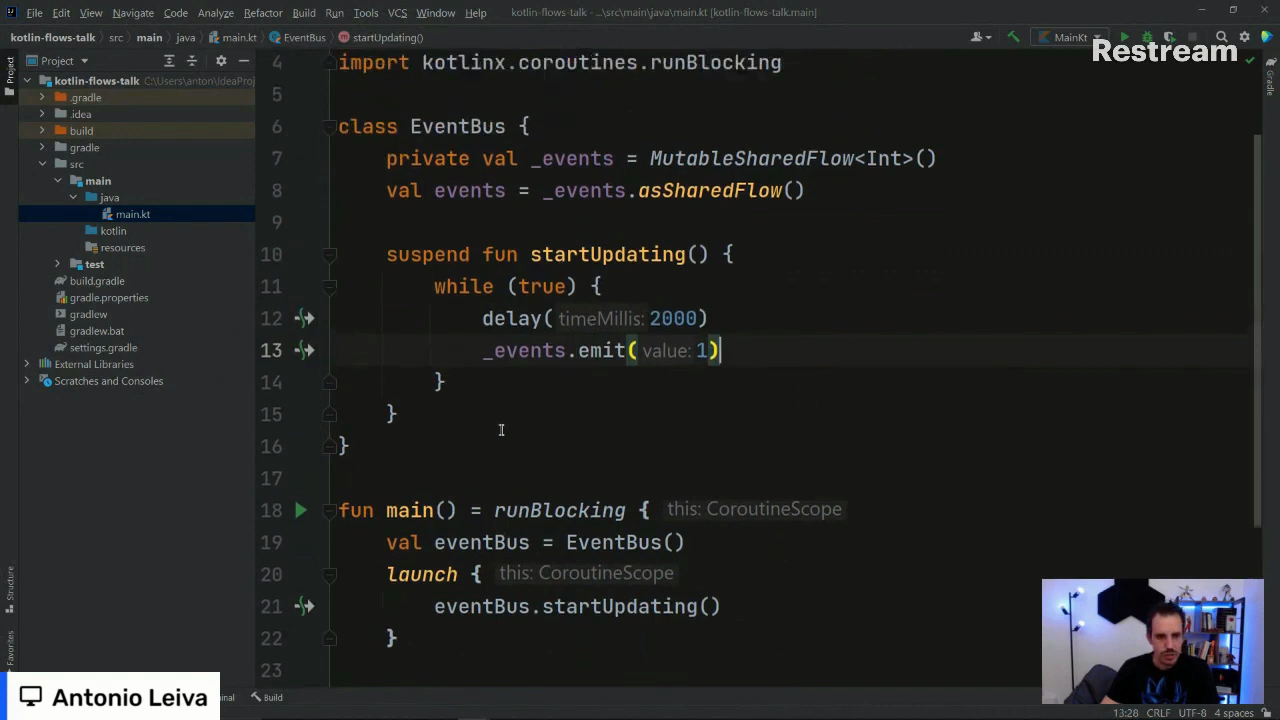 File Edit View Navigate Code Analyze Refactor Build Run Tools VCS Window Help kotlin-flows-talk - ...\src\main\java\main.kt [kotlin-flows-talk.main]
kotlin-flows-talk src main java main.kt EventBus startUpdating() MainKt
Restream
Project
kotlin-flows-talk C:\Users\anton\IdeaProj
.gradle
.idea
build
gradle
src
main
java
main.kt
kotlin
resources
test
build.gradle
gradle.properties
gradlew
gradlew.bat
settings.gradle
External Libraries
Scratches and Consoles
Project
Structure
Favorites
Gradle
4 import kotlinx.coroutines.runBlocking
5
6 class EventBus {
7 private val _events = MutableSharedFlow<Int>()
8 val events = _events.asSharedFlow()
9
10 suspend fun startUpdating() {
11 while (true) {
12 delay( timeMillis: 2000)
13 _events.emit( value: 1)
14 }
15 }
16 }
17
18 fun main() = runBlocking { this: CoroutineScope
19 val eventBus = EventBus()
20 launch { this: CoroutineScope
21 eventBus.startUpdating()
22 }
23
Antonio Leiva
Build
13:28 CRLF UTF-8 4 spaces